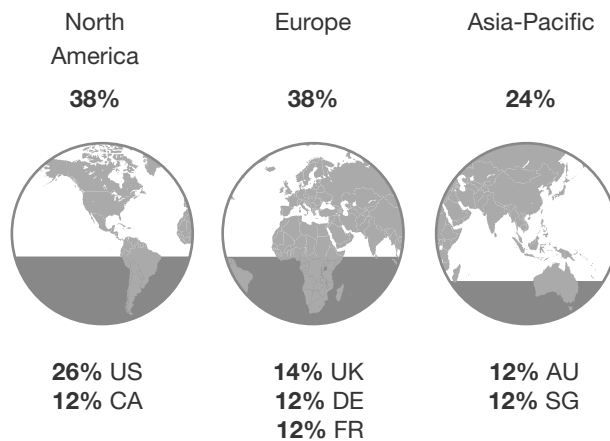 North
America
38%
26% US
12% CA
Europe
38%
14% UK
12% DE
12% FR
Asia-Pacific
24%
12% AU
12% SG